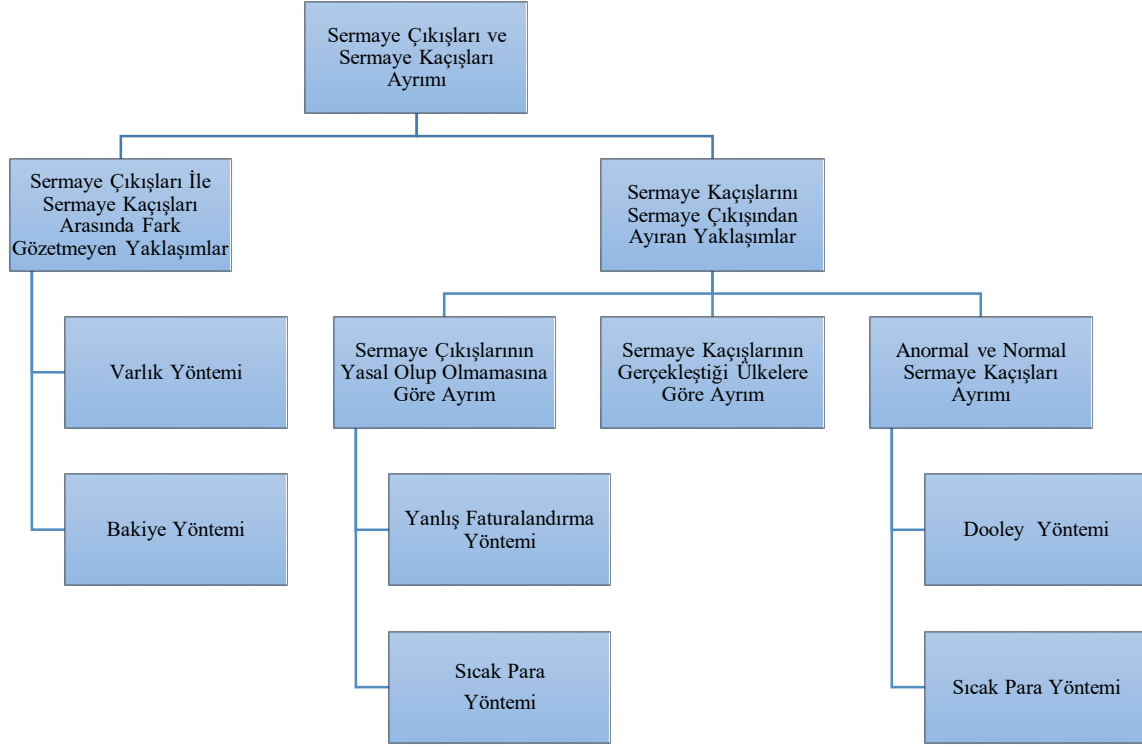 Sermaye Çıkışları ve
Sermaye Kaçışları
Ayrımı
Sermaye Çıkışları İle
Sermaye Kaçışları
Arasında Fark
Gözetmeyen Yaklaşımlar
Sermaye Kaçışlarını
Sermaye Çıkışından
Ayıran Yaklaşımlar
Varlık Yöntemi
Bakiye Yöntemi
Sermaye Çıkışlarının
Yasal Olup Olmamasına
Göre Ayrım
Sermaye Kaçışlarının
Gerçekleştiği Ülkelere
Göre Ayrım
Anormal ve Normal
Sermaye Kaçışları
Ayrımı
Yanlış Faturalandırma
Yöntemi
Sıcak Para
Yöntemi
Dooley Yöntemi
Sıcak Para Yöntemi